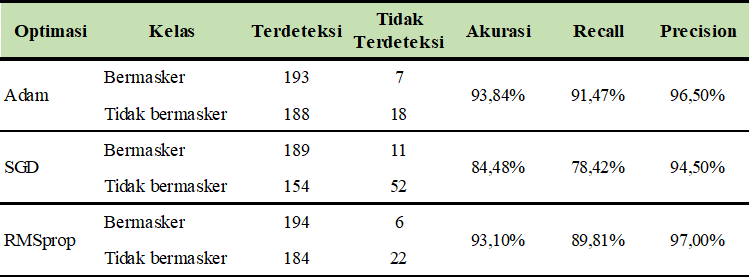 Optimasi Kelas Terdeteksi Tidak Terdeteksi Akurasi Recall Precision
Adam Bermasker 193 7 93,84% 91,47% 96,50%
Tidak bermasker 188 18
SGD Bermasker 189 11 84,48% 78,42% 94,50%
Tidak bermasker 154 52
RMSprop Bermasker 194 6 93,10% 89,81% 97,00%
Tidak bermasker 184 22